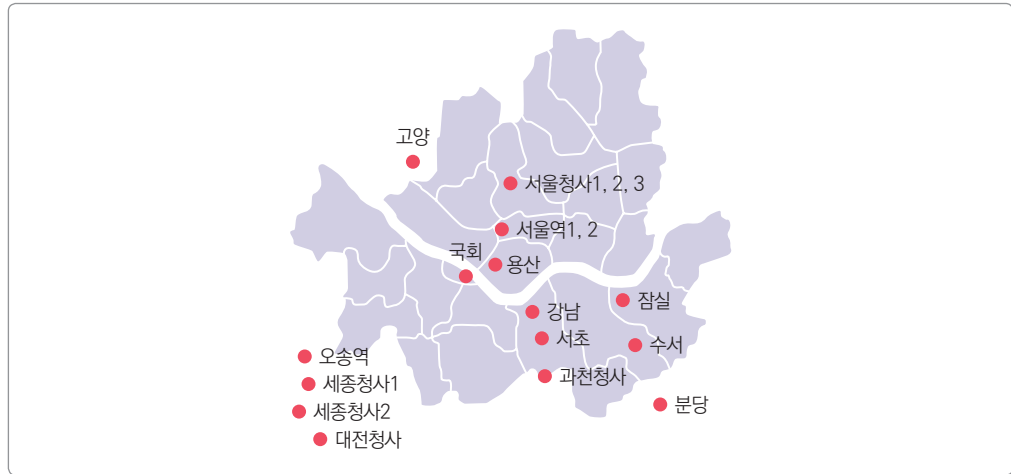 고양
서울청사1, 2, 3
서울역1, 2
국회
용산
잠실
강남
서초
수서
오송역
과천청사
세종청사1
분당
세종청사2
대전청사